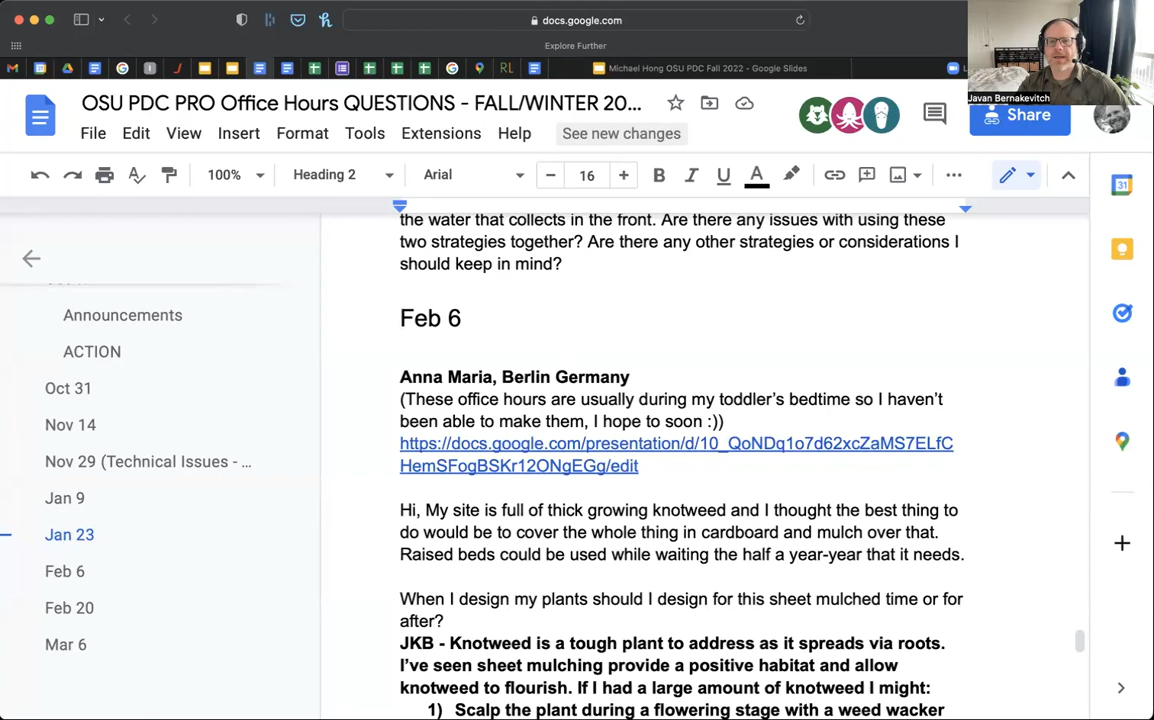 docs.google.com
Explore Further
Michael Hong OSU PDC Fall 2022 - Google Slides
Javan Bernakevitch
OSU PDC PRO Office Hours QUESTIONS - FALL/WINTER 20...
File Edit View Insert Format Tools Extensions Help See new changes
Share
100% Heading 2 Arial 16 B I U A
the water that collects in the front. Are there any issues with using these
two strategies together? Are there any other strategies or considerations I
should keep in mind?
Announcements
ACTION
Oct 31
Nov 14
Nov 29 (Technical Issues - ...
Jan 9
Jan 23
Feb 6
Feb 20
Mar 6
Feb 6
Anna Maria, Berlin Germany
(These office hours are usually during my toddler's bedtime so I haven't
been able to make them, I hope to soon :))
https://docs.google.com/presentation/d/10_QoNDq1o7d62xcZaMS7ELfC
HemSFogBSKr12ONgEGg/edit
Hi, My site is full of thick growing knotweed and I thought the best thing to
do would be to cover the whole thing in cardboard and mulch over that.
Raised beds could be used while waiting the half a year-year that it needs.
When I design my plants should I design for this sheet mulched time or for
after?
JKB - Knotweed is a tough plant to address as it spreads via roots.
I've seen sheet mulching provide a positive habitat and allow
knotweed to flourish. If I had a large amount of knotweed I might:
1) Scalp the plant during a flowering stage with a weed wacker
31